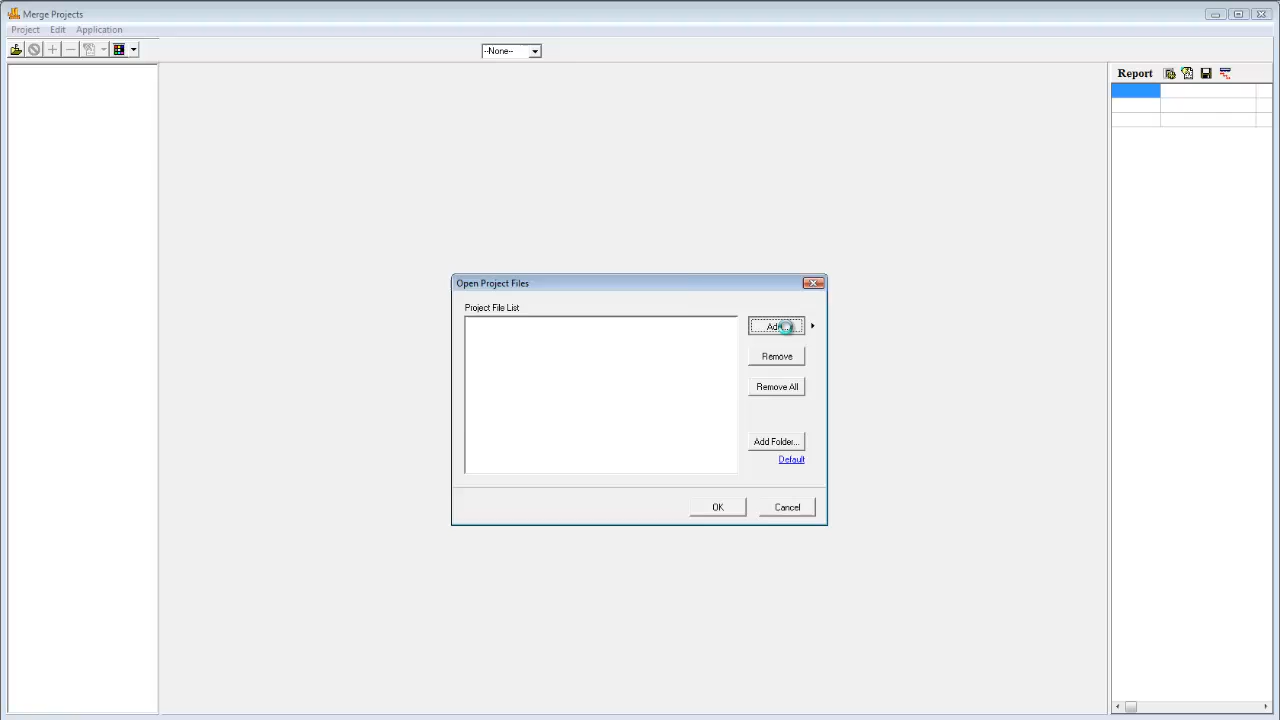 Merge Projects
Project Edit Application
--None--
Report
Open Project Files
Project File List
Remove
Remove All
Add Folder...
Default
OK Cancel